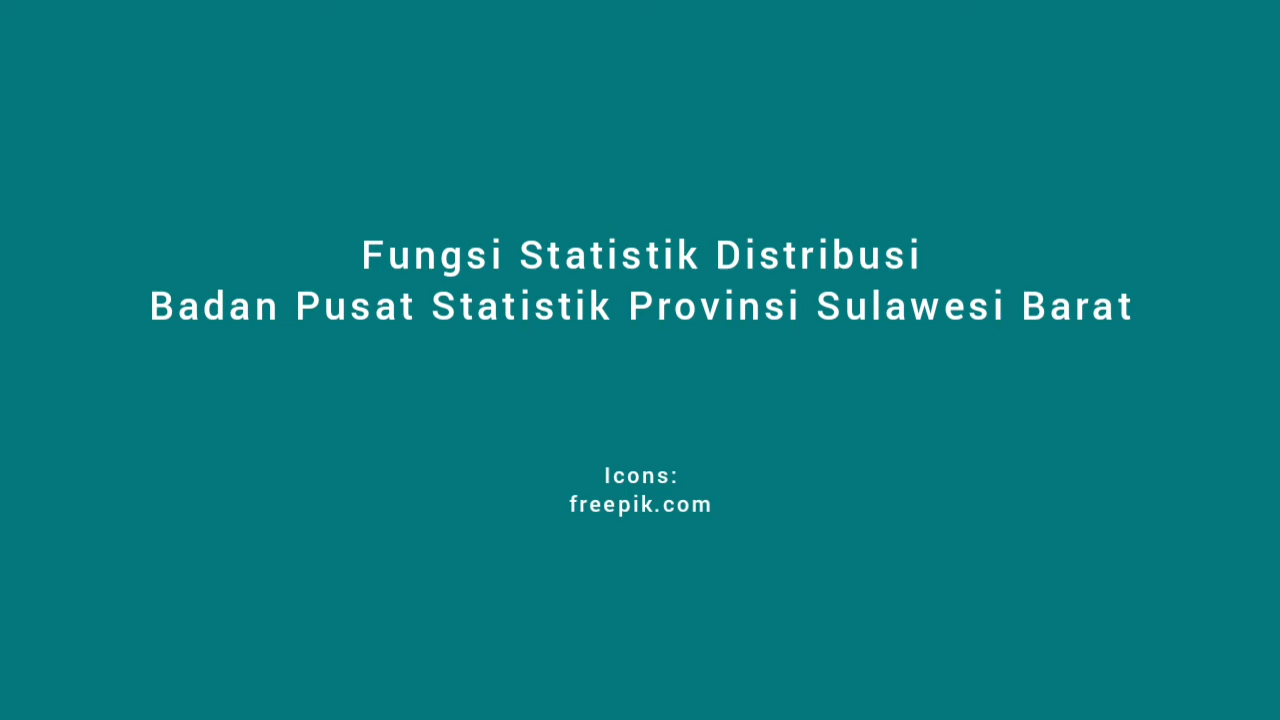 Fungsi Statistik Distribusi
Badan Pusat Statistik Provinsi Sulawesi Barat
Icons:
freepik.com